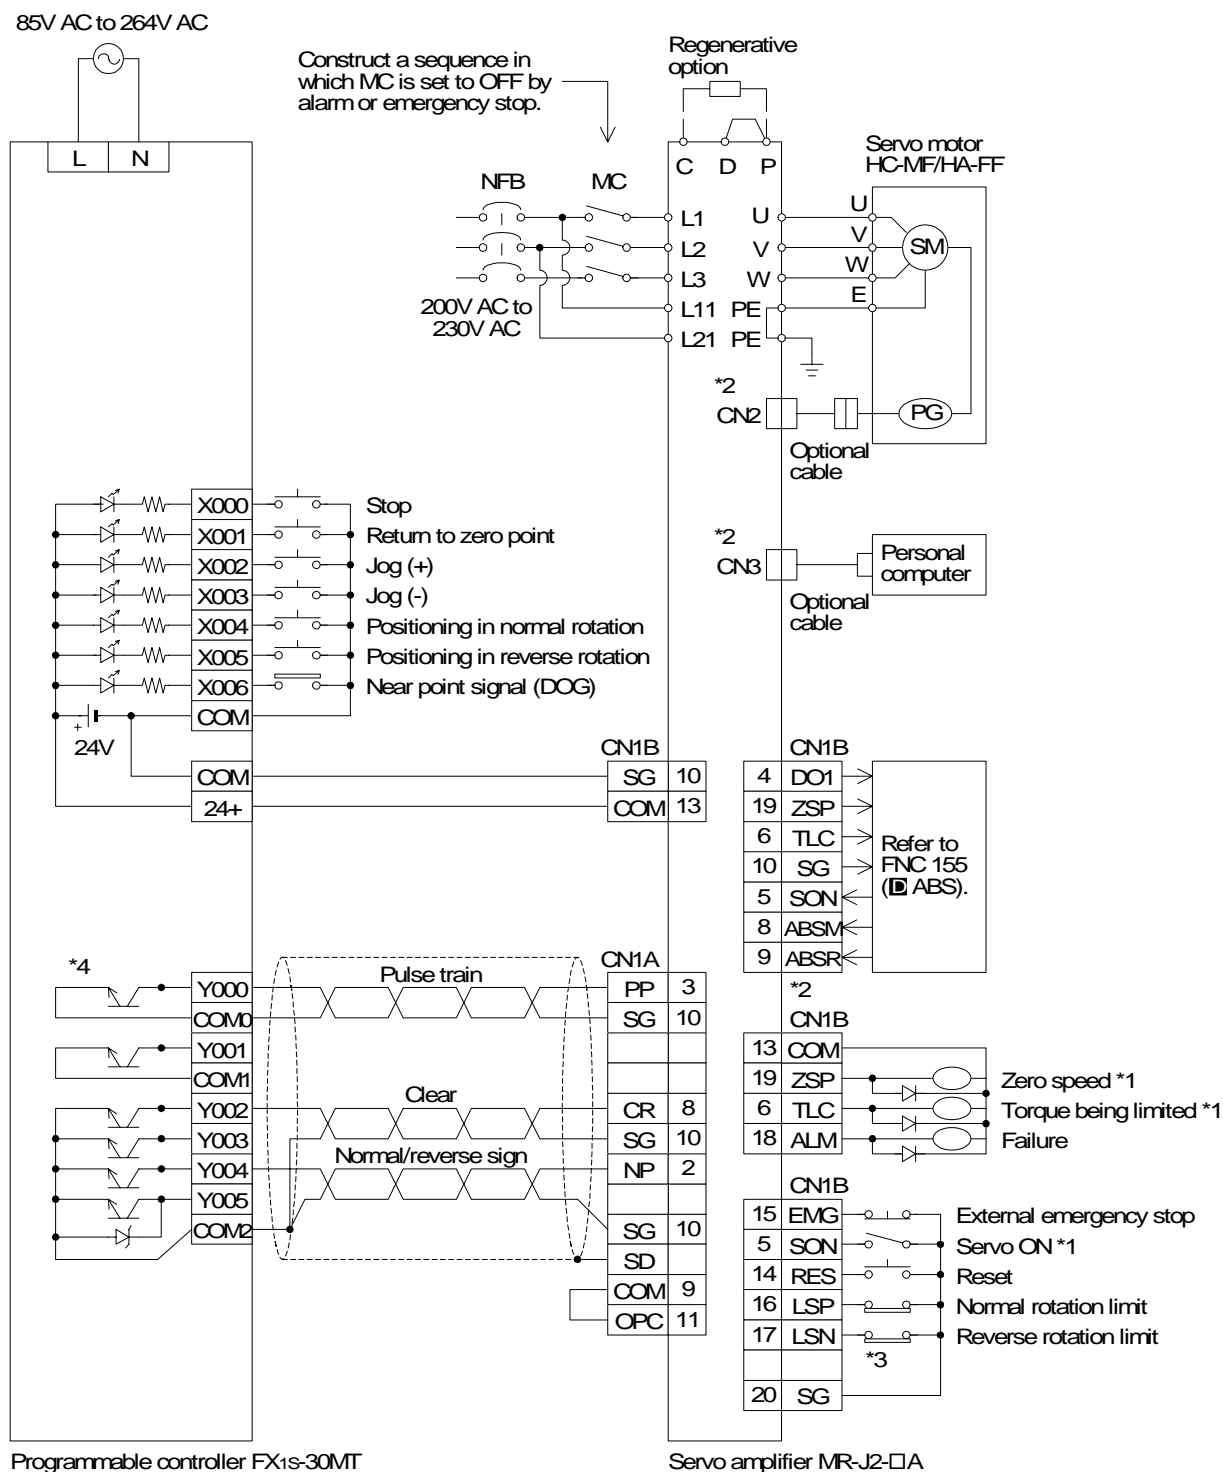 85V AC to 264V AC
L N
Construct a sequence in
which MC is set to OFF by
alarm or emergency stop.
Regenerative
option
C D P
Servo motor
HC-MF/HA-FF
NFB MC
L1 U U
L2 V V SM
L3 W W
L11 PE E
L21 PE
200V AC to
230V AC
*2
CN2 PG
Optional
cable
X000 Stop
X001 Return to zero point
X002 Jog (+)
X003 Jog (-)
X004 Positioning in normal rotation
X005 Positioning in reverse rotation
X006 Near point signal (DOG)
COM
+
24V
*2
CN3
Personal
computer
Optional
cable
CN1B
COM SG 10
24+ COM 13
CN1B
4 DO1
19 ZSP
6 TLC
10 SG
5 SON
8 ABSM
9 ABSR
Refer to
FNC 155
(D ABS).
*2
*4
Pulse train
CN1A
Y000 PP 3
COM0 SG 10
Y001
COM1
Clear
Y002 CR 8
Y003 SG 10
Normal/reverse sign
Y004 NP 2
Y005
COM2 SG 10
SD
COM 9
OPC 11
CN1B
13 COM
19 ZSP Zero speed *1
6 TLC Torque being limited *1
18 ALM Failure
CN1B
15 EMG External emergency stop
5 SON Servo ON *1
14 RES Reset
16 LSP Normal rotation limit
17 LSN Reverse rotation limit
*3
20 SG
Programmable controller FX1S-30MT
Servo amplifier MR-J2-□A